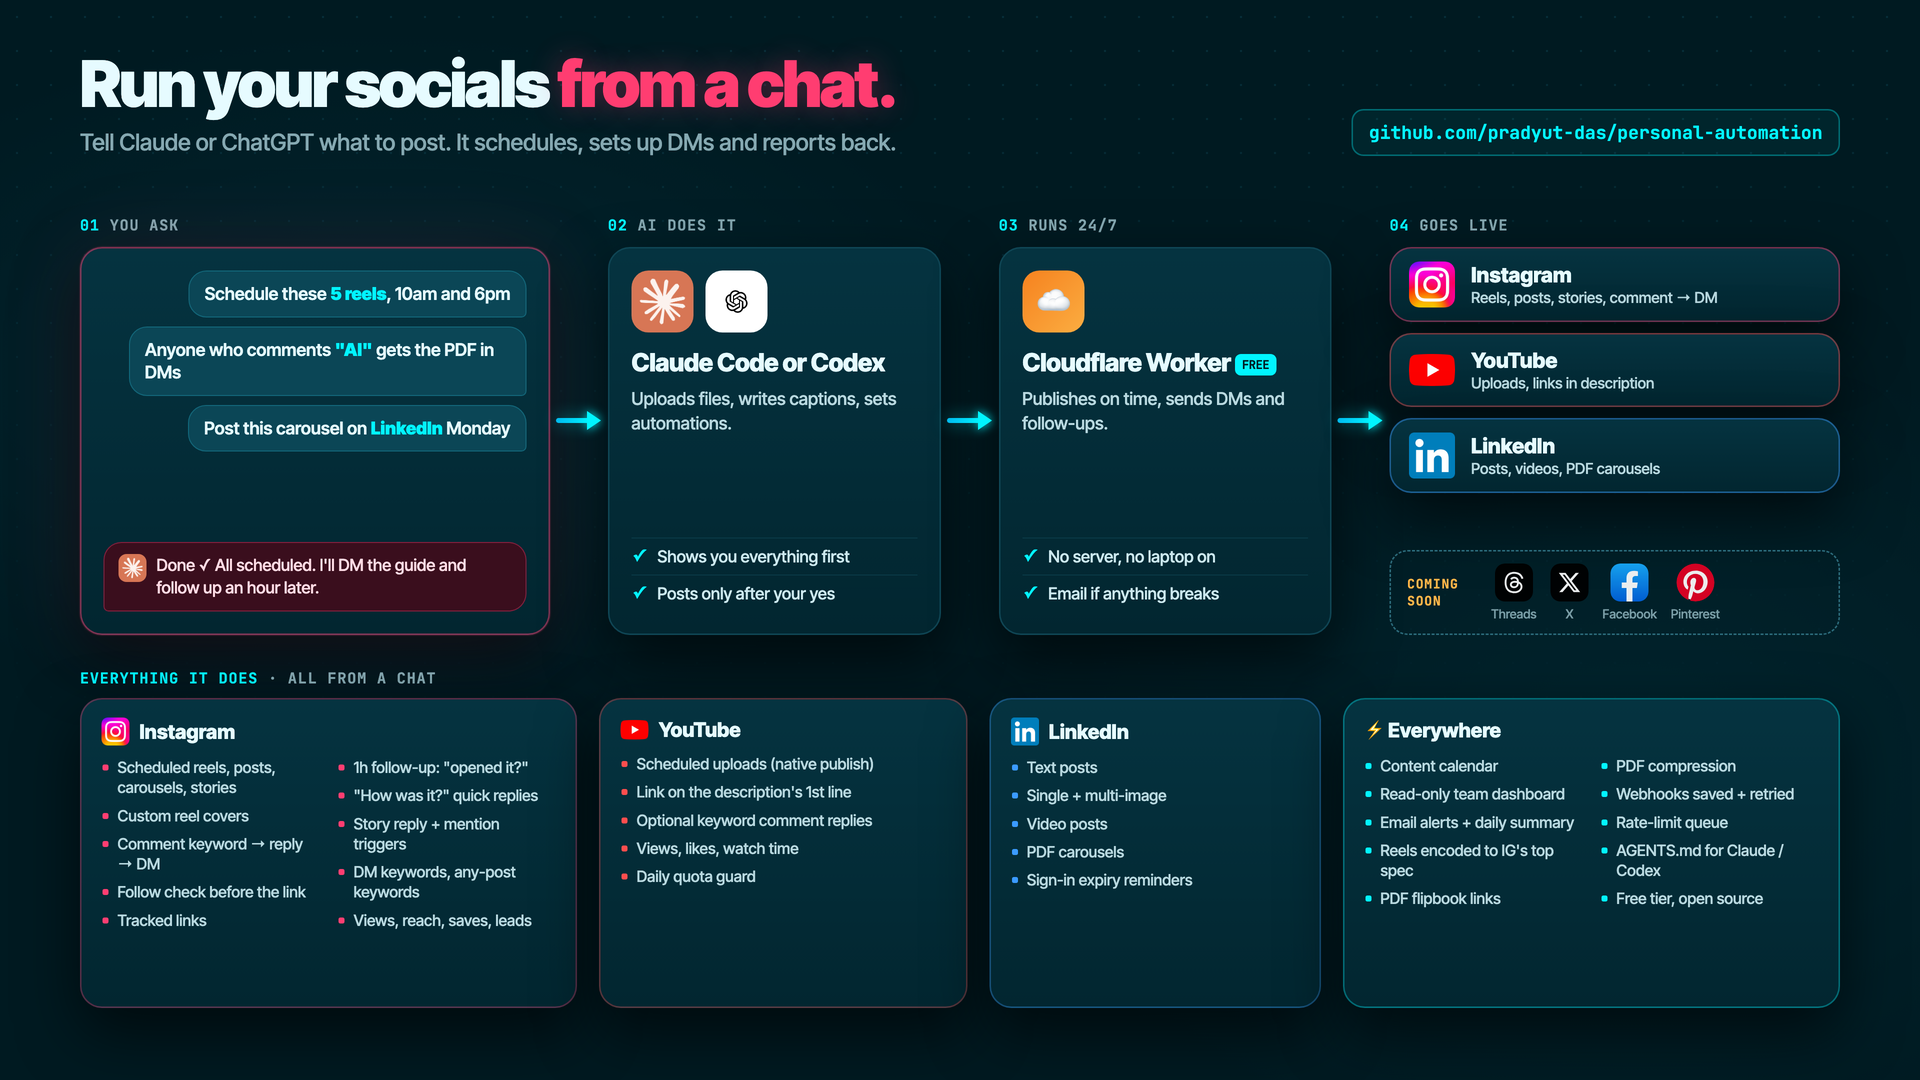 Run your socials from a chat.
Tell Claude or ChatGPT what to post. It schedules, sets up DMs and reports back.
github.com/pradyut-das/personal-automation
01 YOU ASK
Schedule these 5 reels, 10am and 6pm
Anyone who comments "AI" gets the PDF in
DMs
Post this carousel on LinkedIn Monday
Done ✓ All scheduled. I'll DM the guide and
follow up an hour later.
02 AI DOES IT
Claude Code or Codex
Uploads files, writes captions, sets
automations.
✓ Shows you everything first
✓ Posts only after your yes
03 RUNS 24/7
Cloudflare Worker FREE
Publishes on time, sends DMs and
follow-ups.
✓ No server, no laptop on
✓ Email if anything breaks
04 GOES LIVE
Instagram
Reels, posts, stories, comment → DM
YouTube
Uploads, links in description
LinkedIn
Posts, videos, PDF carousels
COMING
SOON
Threads
X
Facebook
Pinterest
EVERYTHING IT DOES · ALL FROM A CHAT
Instagram
Scheduled reels, posts,
carousels, stories
Custom reel covers
Comment keyword → reply
→ DM
Follow check before the link
Tracked links
1h follow-up: "opened it?"
"How was it?" quick replies
Story reply + mention
triggers
DM keywords, any-post
keywords
Views, reach, saves, leads
YouTube
Scheduled uploads (native publish)
Link on the description's 1st line
Optional keyword comment replies
Views, likes, watch time
Daily quota guard
LinkedIn
Text posts
Single + multi-image
Video posts
PDF carousels
Sign-in expiry reminders
⚡ Everywhere
Content calendar
Read-only team dashboard
Email alerts + daily summary
Reels encoded to IG's top
spec
PDF flipbook links
PDF compression
Webhooks saved + retried
Rate-limit queue
AGENTS.md for Claude /
Codex
Free tier, open source